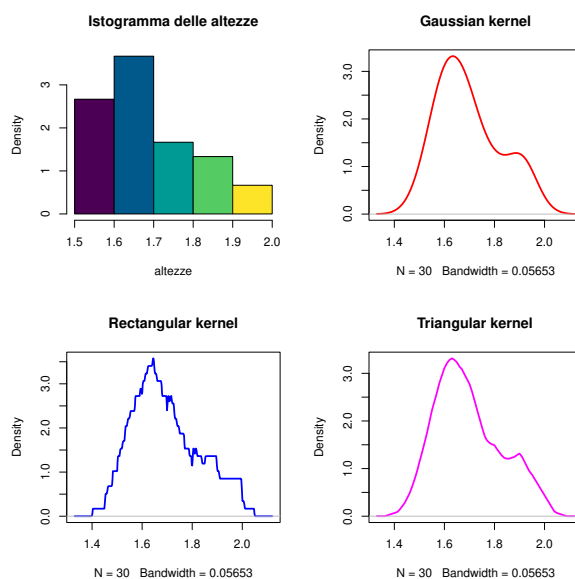 Istogramma delle altezze
Density
0 1 2 3
1.5 1.6 1.7 1.8 1.9 2.0
altezze
Gaussian kernel
Density
0.0 1.0 2.0 3.0
1.4 1.6 1.8 2.0
N = 30 Bandwidth = 0.05653
Rectangular kernel
Density
0.0 1.0 2.0 3.0
1.4 1.6 1.8 2.0
N = 30 Bandwidth = 0.05653
Triangular kernel
Density
0.0 1.0 2.0 3.0
1.4 1.6 1.8 2.0
N = 30 Bandwidth = 0.05653